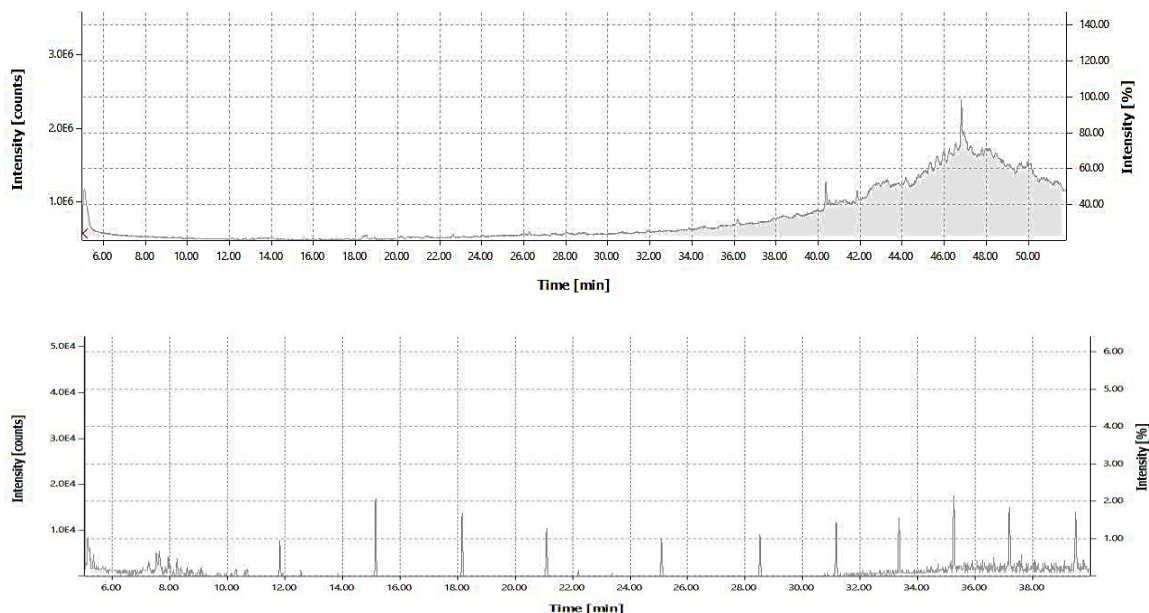 Intensity [counts]
3.0E6
2.0E6
1.0E6
140.00
120.00
100.00
80.00
60.00
40.00
Intensity [%]
6.00 8.00 10.00 12.00 14.00 16.00 18.00 20.00 22.00 24.00 26.00 28.00 30.00 32.00 34.00 36.00 38.00 40.00 42.00 44.00 46.00 48.00 50.00
Time [min]
Intensity [counts]
5.0E4
4.0E4
3.0E4
2.0E4
1.0E4
6.00
5.00
4.00
3.00
2.00
1.00
Intensity [%]
6.00 8.00 10.00 12.00 14.00 16.00 18.00 20.00 22.00 24.00 26.00 28.00 30.00 32.00 34.00 36.00 38.00
Time [min]